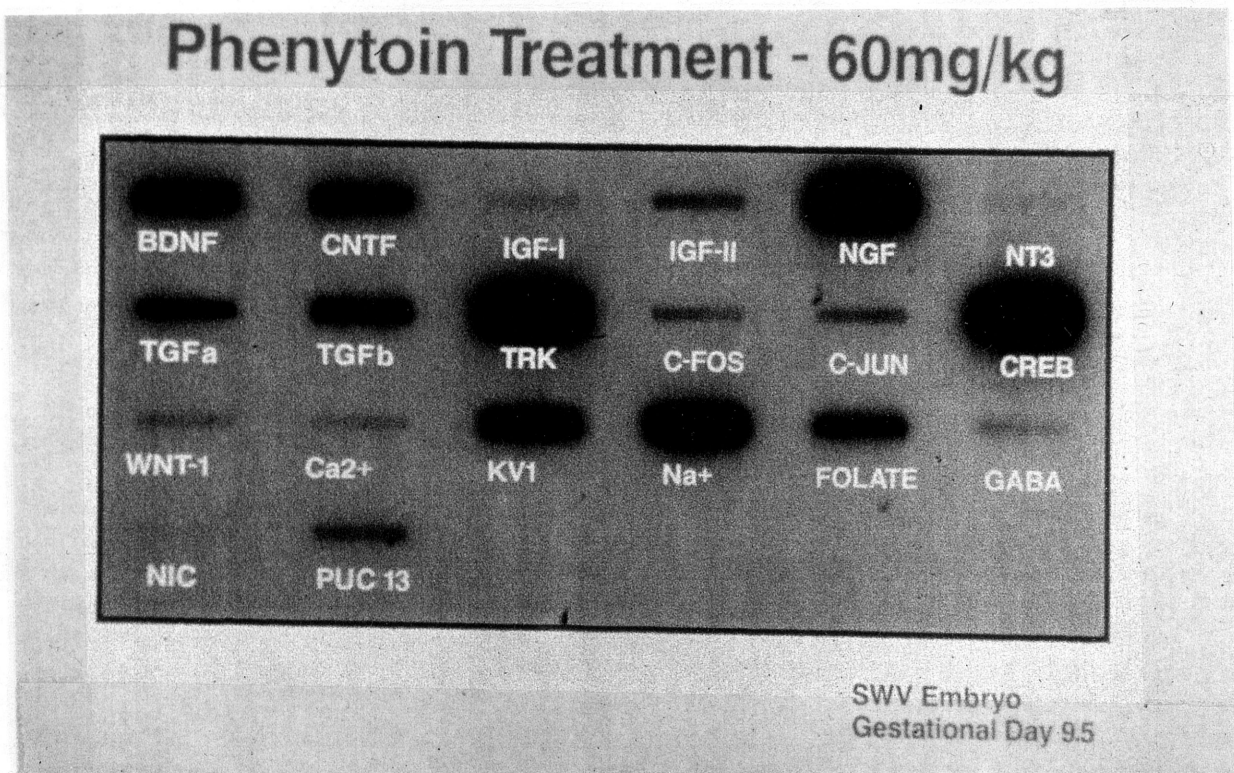 Phenytoin Treatment - 60mg/kg
BDNF CNTF IGF-I IGF-II NGF NT3
TGFa TGFb TRK C-FOS C-JUN CREB
WNT-1 Ca2+ KV1 Na+ FOLATE GABA
NIC PUC 13
SWV Embryo
Gestational Day 9.5